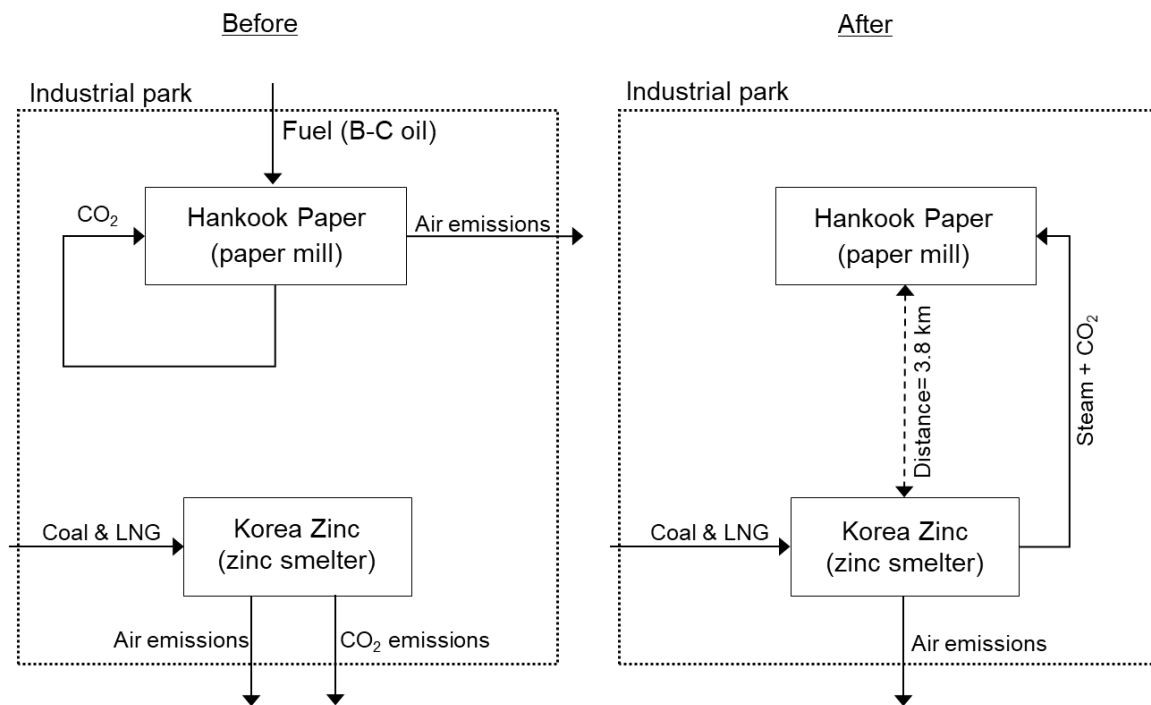 Before
Industrial park
Fuel (B-C oil)
CO₂
Hankook Paper
(paper mill)
Air emissions
Coal & LNG
Korea Zinc
(zinc smelter)
Air emissions
CO₂ emissions
After
Industrial park
Hankook Paper
(paper mill)
Distance= 3.8 km
Steam + CO₂
Coal & LNG
Korea Zinc
(zinc smelter)
Air emissions